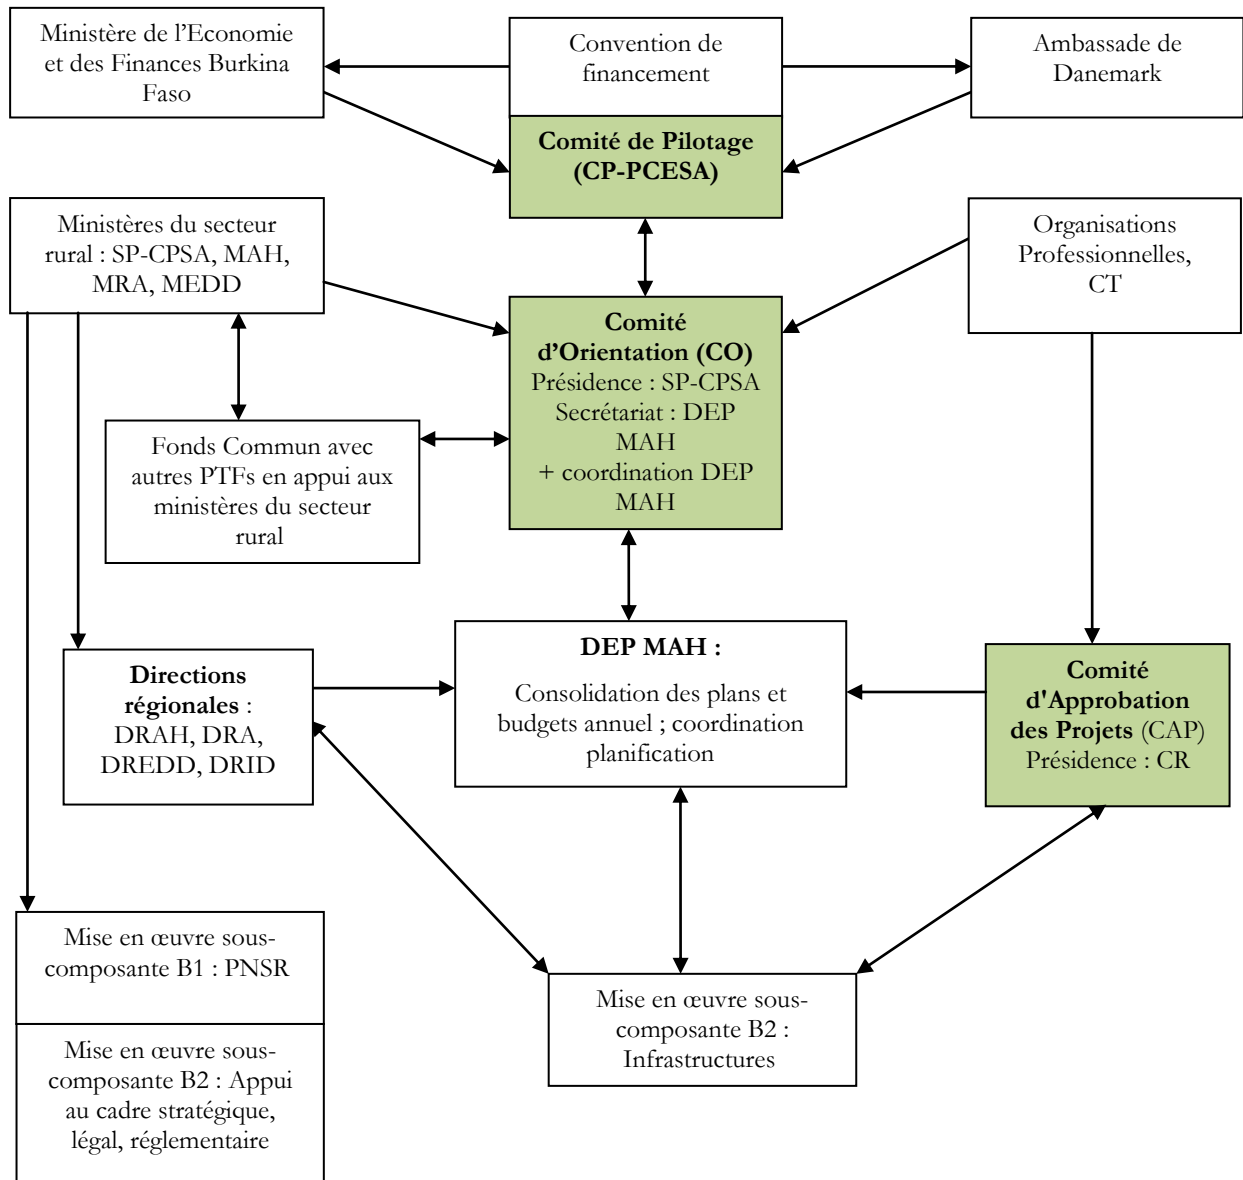 Ministère de l’Economie
et des Finances Burkina
Faso
Convention de
financement
Ambassade de
Danemark
Comité de Pilotage
(CP-PCESA)
Ministères du secteur
rural : SP-CPSA, MAH,
MRA, MEDD
Organisations
Professionnelles,
CT
Comité
d’Orientation (CO)
Présidence : SP-CPSA
Secrétariat : DEP
MAH
+ coordination DEP
MAH
Fonds Commun avec
autres PTFs en appui aux
ministères du secteur
rural
Directions
régionales :
DRAH, DRA,
DREDD, DRID
DEP MAH :
Consolidation des plans et
budgets annuel ; coordination
planification
Comité
d'Approbation
des Projets (CAP)
Présidence : CR
Mise en œuvre sous-
composante B1 : PNSR
Mise en œuvre sous-
composante B2 : Appui
au cadre stratégique,
légal, réglementaire
Mise en œuvre sous-
composante B2 :
Infrastructures